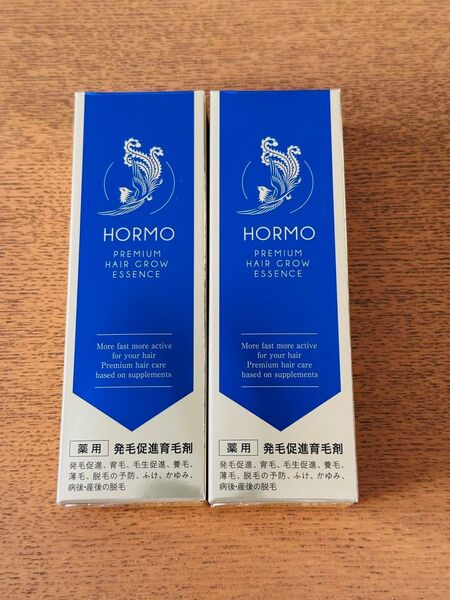 HORMO
PREMIUM
HAIR GROW
ESSENCE
More fast more active
for your hair
Premium hair care
based on supplements
薬用 発毛促進育毛剤
発毛促進、育毛、毛生促進、養毛、
薄毛、脱毛の予防、ふけ、かゆみ、
病後・産後の脱毛
HORMO
PREMIUM
HAIR GROW
ESSENCE
More fast more active
for your hair
Premium hair care
based on supplements
薬用 発毛促進育毛剤
発毛促進、育毛、毛生促進、養毛、
薄毛、脱毛の予防、ふけ、かゆみ、
病後・産後の脱毛